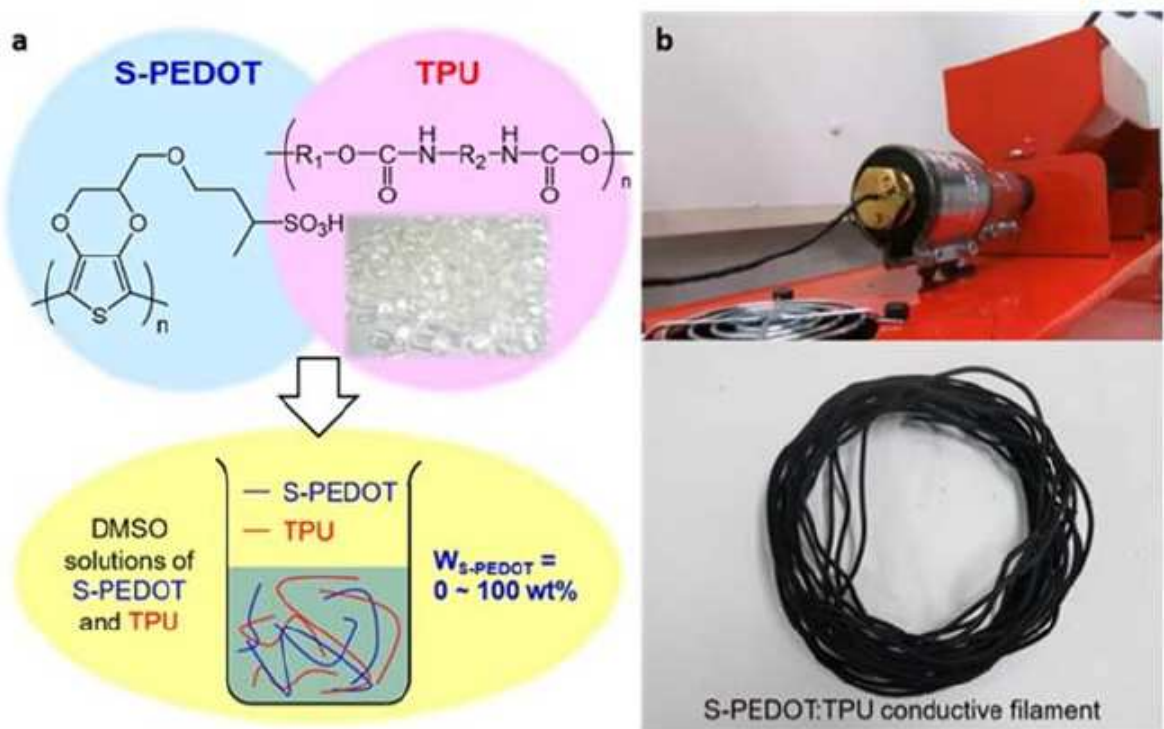 a
S-PEDOT
TPU
O
SO₃H
O
O
S
n
R₁–O–C–N–R₂–N–C–O
H
H
O
O
n
S-PEDOT
TPU
DMSO
solutions of
S-PEDOT
and TPU
W_S-PEDOT =
0 ~ 100 wt%
b
S-PEDOT:TPU conductive filament